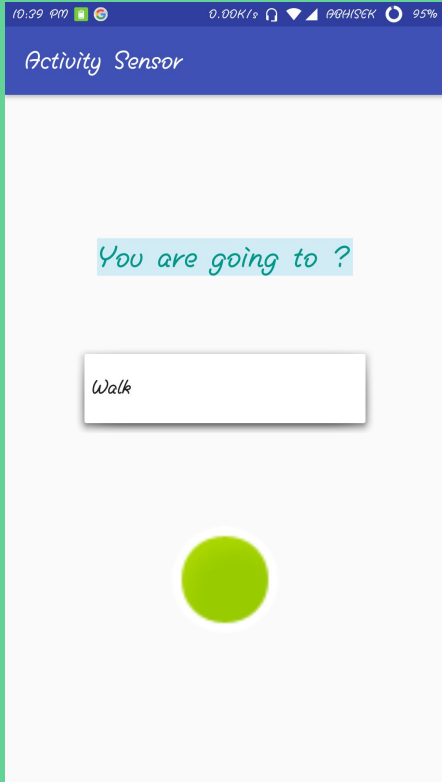 10:39 PM 0.00K/s ABHISEK 95%
Activity Sensor
You are going to ?
Walk